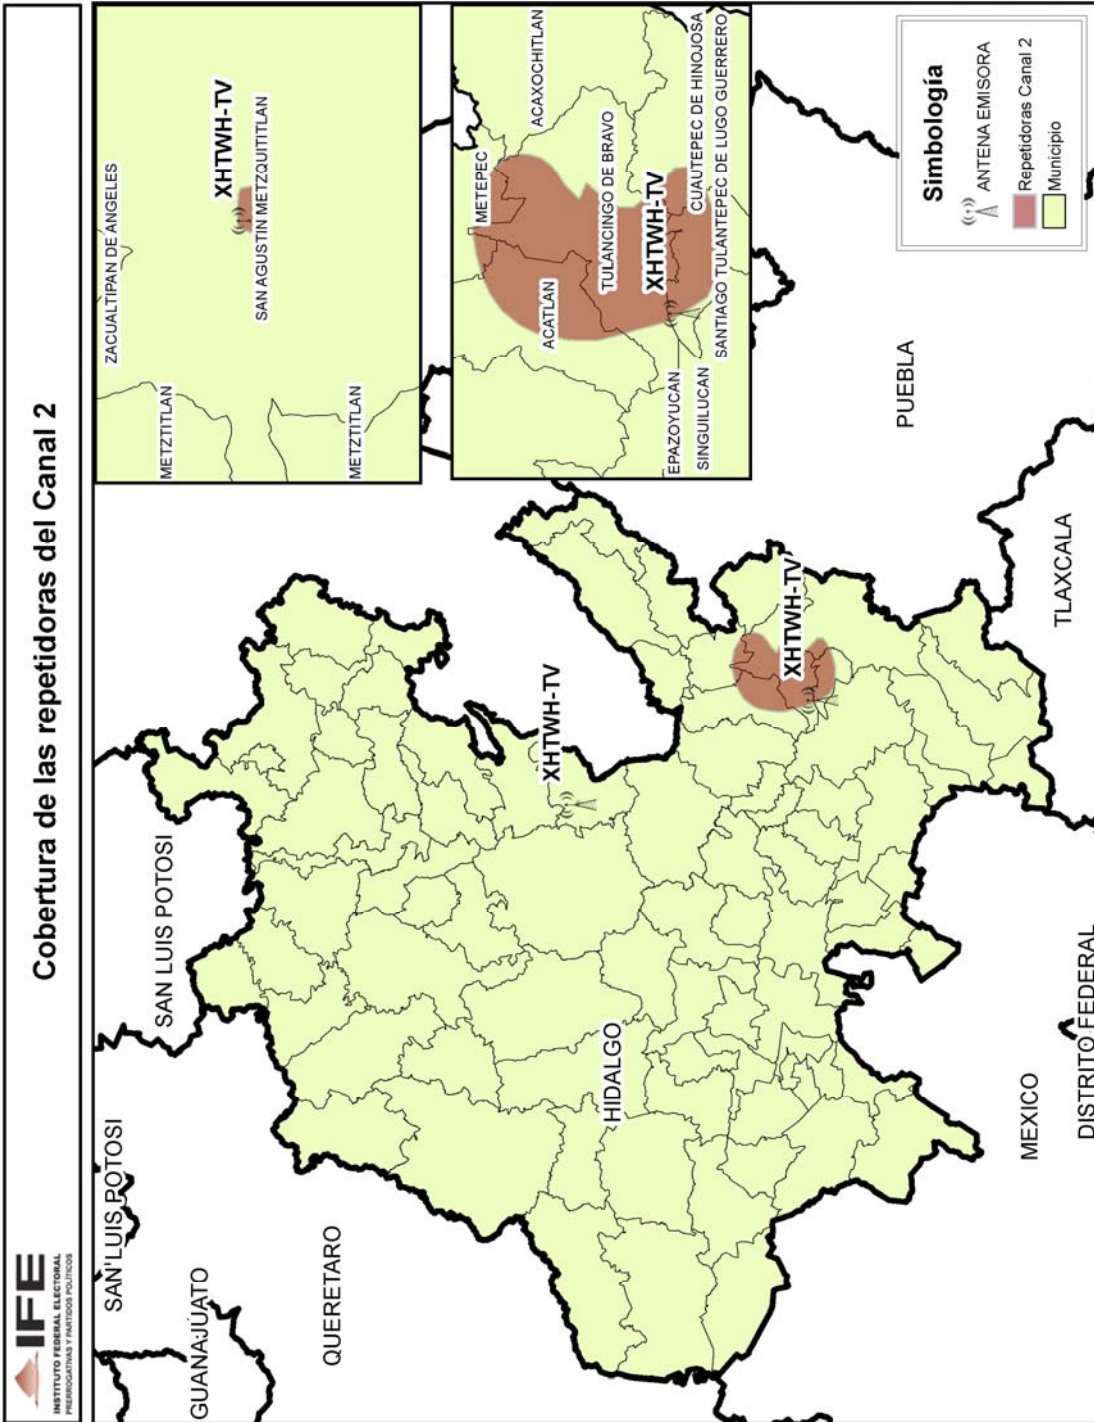 IFE
INSTITUTO FEDERAL ELECTORAL
PRERROGATIVAS Y PARTIDOS POLÍTICOS
Cobertura de las repetidoras del Canal 2
SAN LUIS POTOSI
SAN LUIS POTOSI
GUANAJUATO
QUERETARO
HIDALGO
XHTWH-TV
XHTWH-TV
MEXICO
DISTRITO FEDERAL
TLAXCALA
PUEBLA
ZACUALTIPAN DE ANGELES
METZTITLAN
XHTWH-TV
SAN AGUSTIN METZQUITITLAN
METZTITLAN
METEPEC
ACAXOCHITLAN
ACATLAN
TULANCINGO DE BRAVO
XHTWH-TV
EPAZOYUCAN
SINGUILUCAN
CUAUTEPEC DE HINOJOSA
SANTIAGO TULANTEPEC DE LUGO GUERRERO
Simbología
ANTENA EMISORA
Repetidoras Canal 2
Municipio